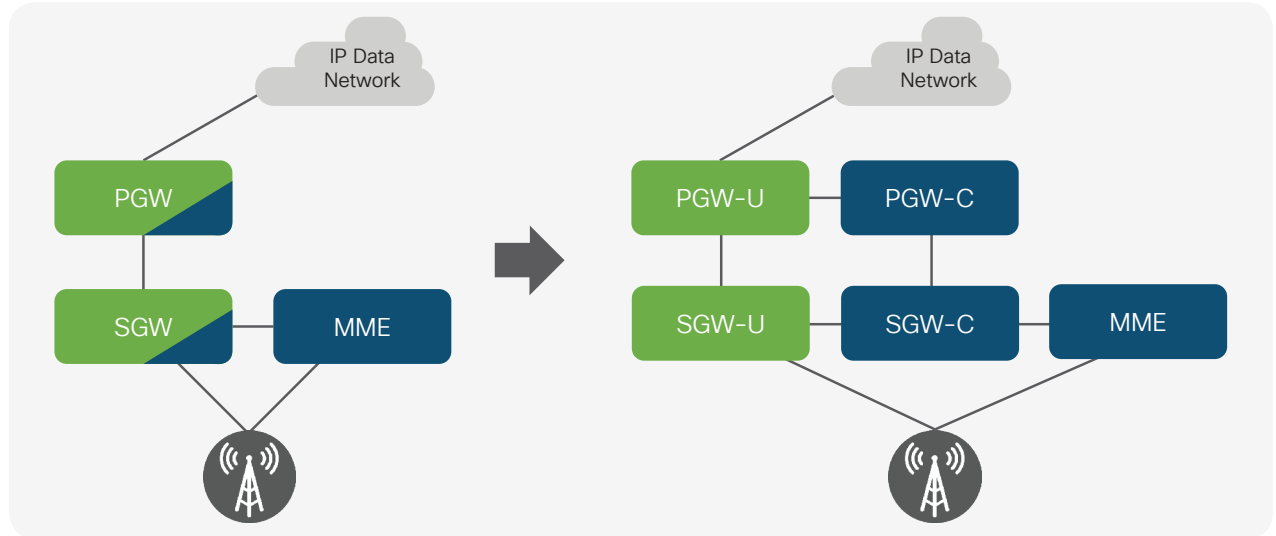 IP Data
Network
PGW
SGW
MME
IP Data
Network
PGW-U
PGW-C
SGW-U
SGW-C
MME